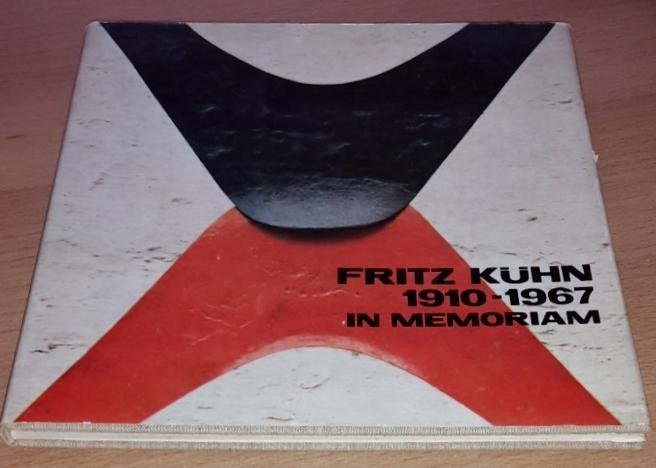 FRITZ KÜHN
1910-1967
IN MEMORIAM